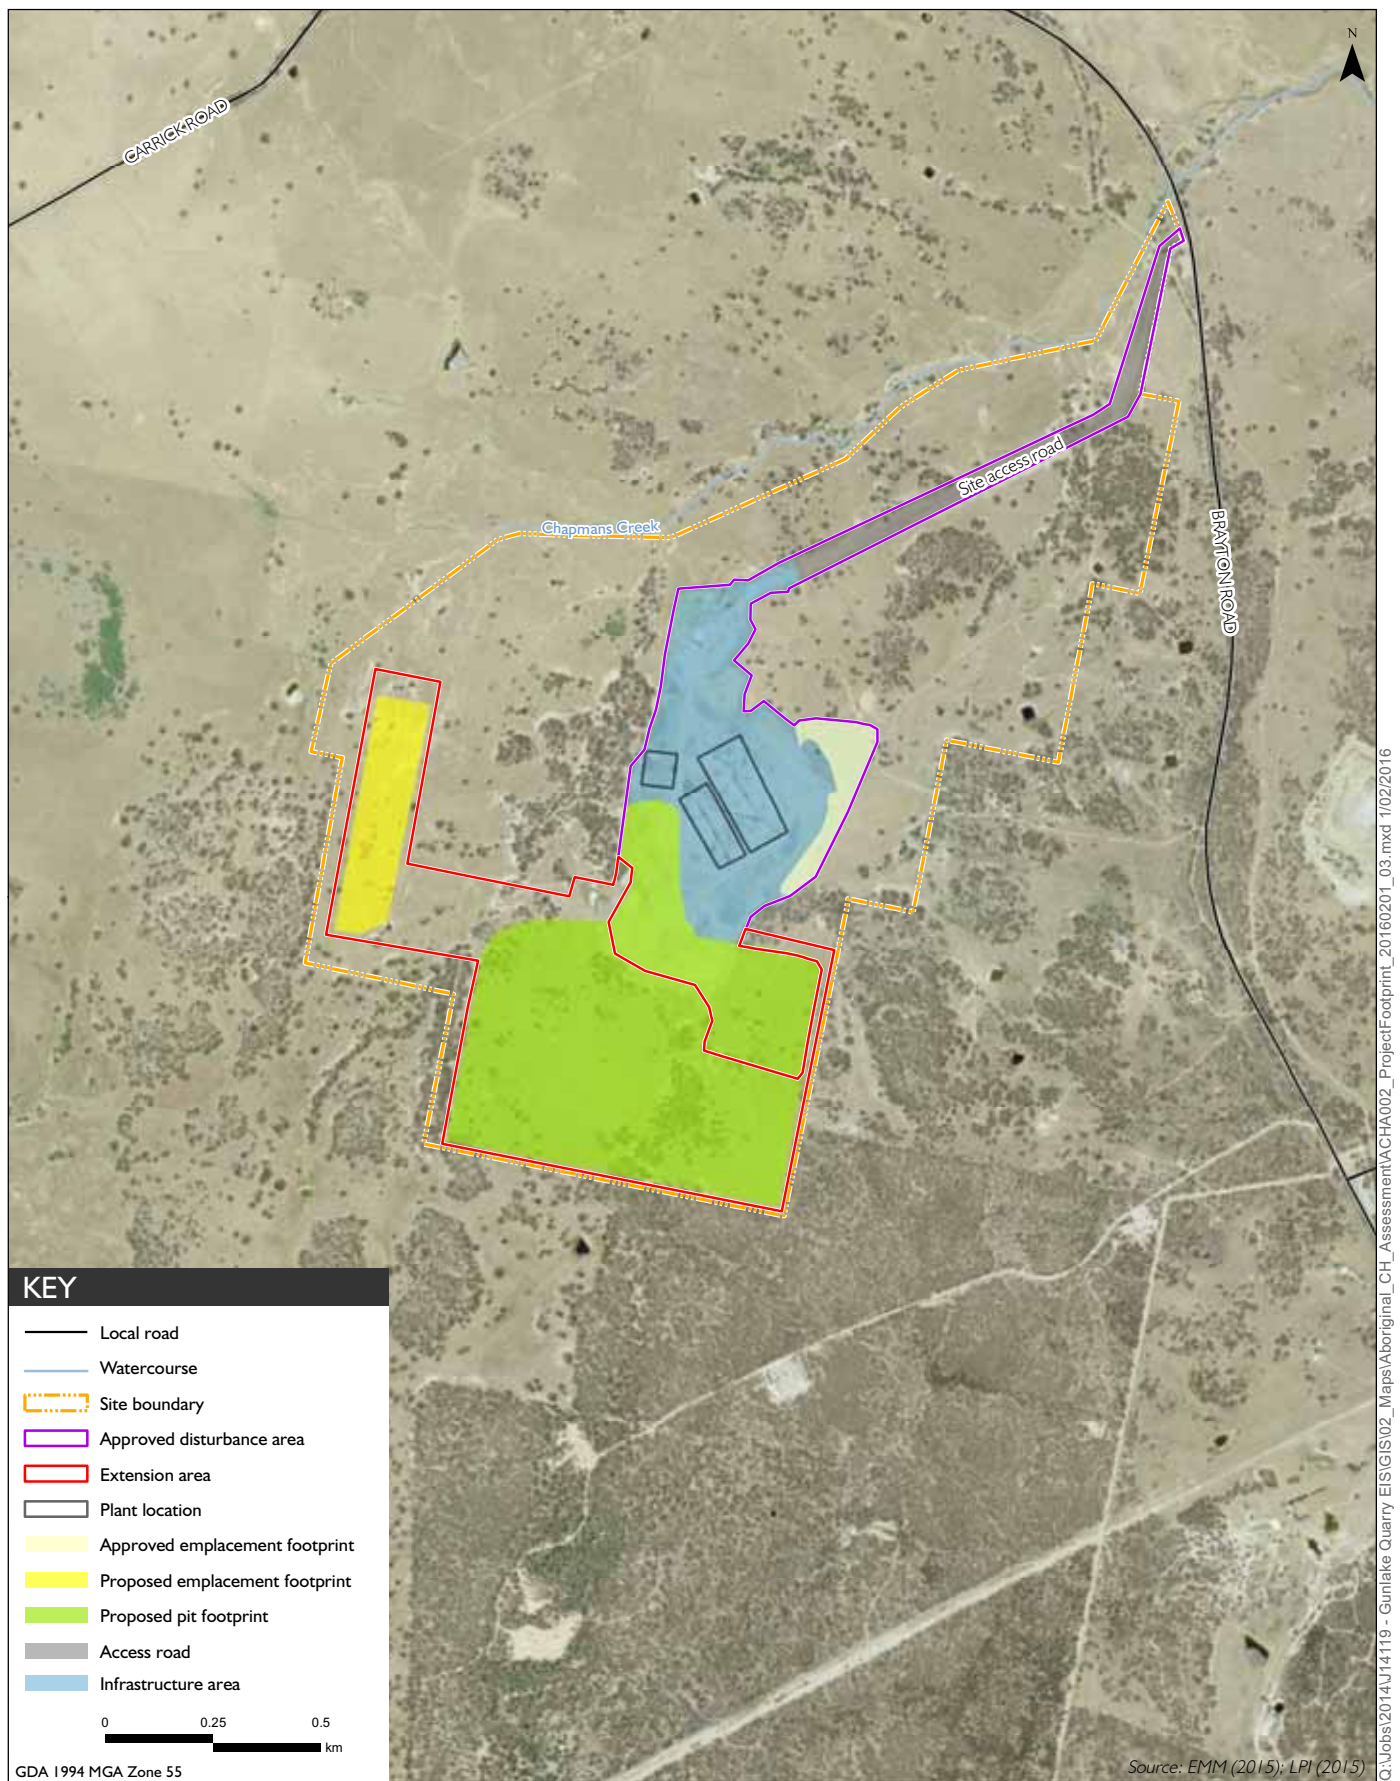 N
CARRICK ROAD
Site access road
Chapmans Creek
BRAYTON ROAD
KEY
Local road
Watercourse
Site boundary
Approved disturbance area
Extension area
Plant location
Approved emplacement footprint
Proposed emplacement footprint
Proposed pit footprint
Access road
Infrastructure area
0 0.25 0.5
km
GDA 1994 MGA Zone 55
Source: EMM (2015); LPI (2015)
Q:\Jobs\2014\J14119 - Gunlake Quarry EIS\GIS\02_Maps\Aboriginal_CH_Assessment\ACHA002_ProjectFootprint_20160201_03.mxd 1/02/2016